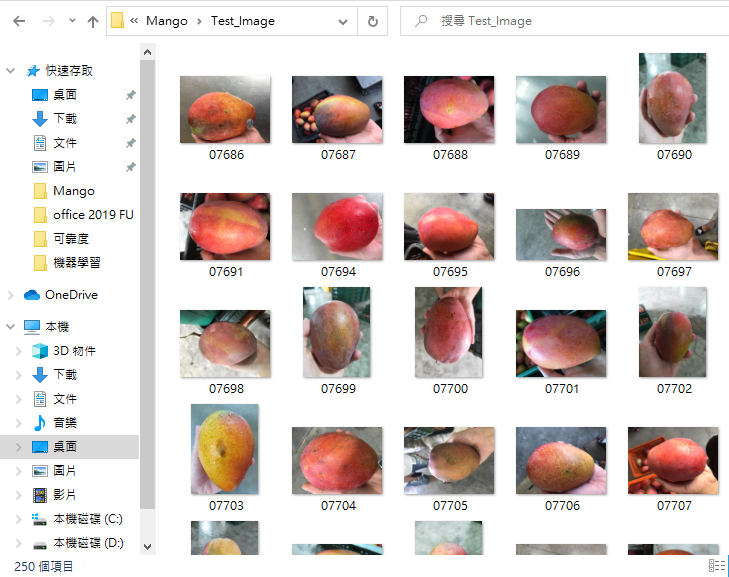 « Mango › Test_Image
搜尋 Test_Image
快速存取
桌面
下載
文件
圖片
Mango
office 2019 FU
可靠度
機器學習
OneDrive
本機
3D 物件
下載
文件
音樂
桌面
圖片
影片
本機磁碟 (C:)
本機磁碟 (D:)
07686 07687 07688 07689 07690
07691 07694 07695 07696 07697
07698 07699 07700 07701 07702
07703 07704 07705 07706 07707
250 個項目